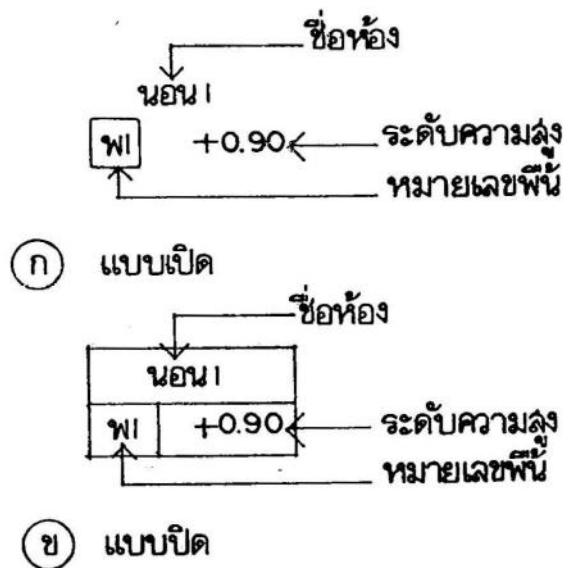 ชื่อห้อง
นอน 1
พ1 +0.90 ระดับความสูง
หมายเลขพื้น
ก แบบเปิด
ชื่อห้อง
นอน 1
พ1 +0.90 ระดับความสูง
หมายเลขพื้น
ข แบบปิด